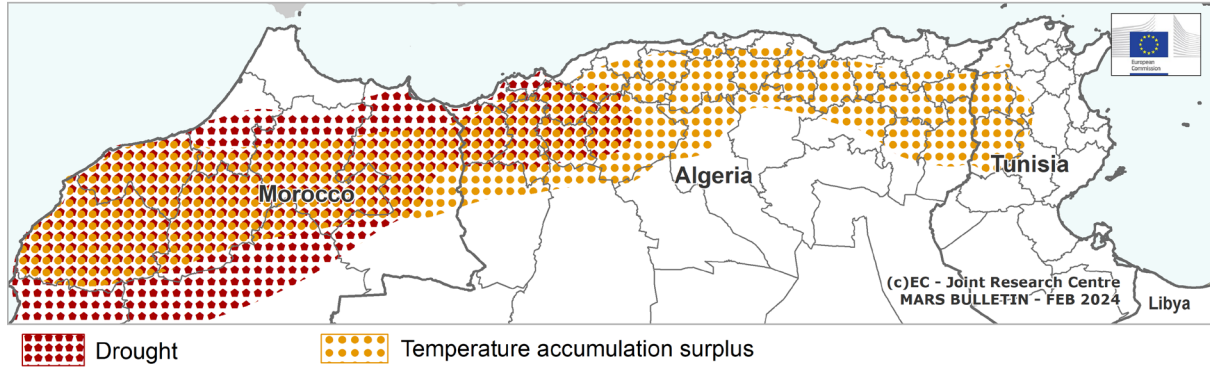 European
Commission
Morocco
Algeria
Tunisia
(c)EC - Joint Research Centre
MARS BULLETIN - FEB 2024
Libya
Drought
Temperature accumulation surplus